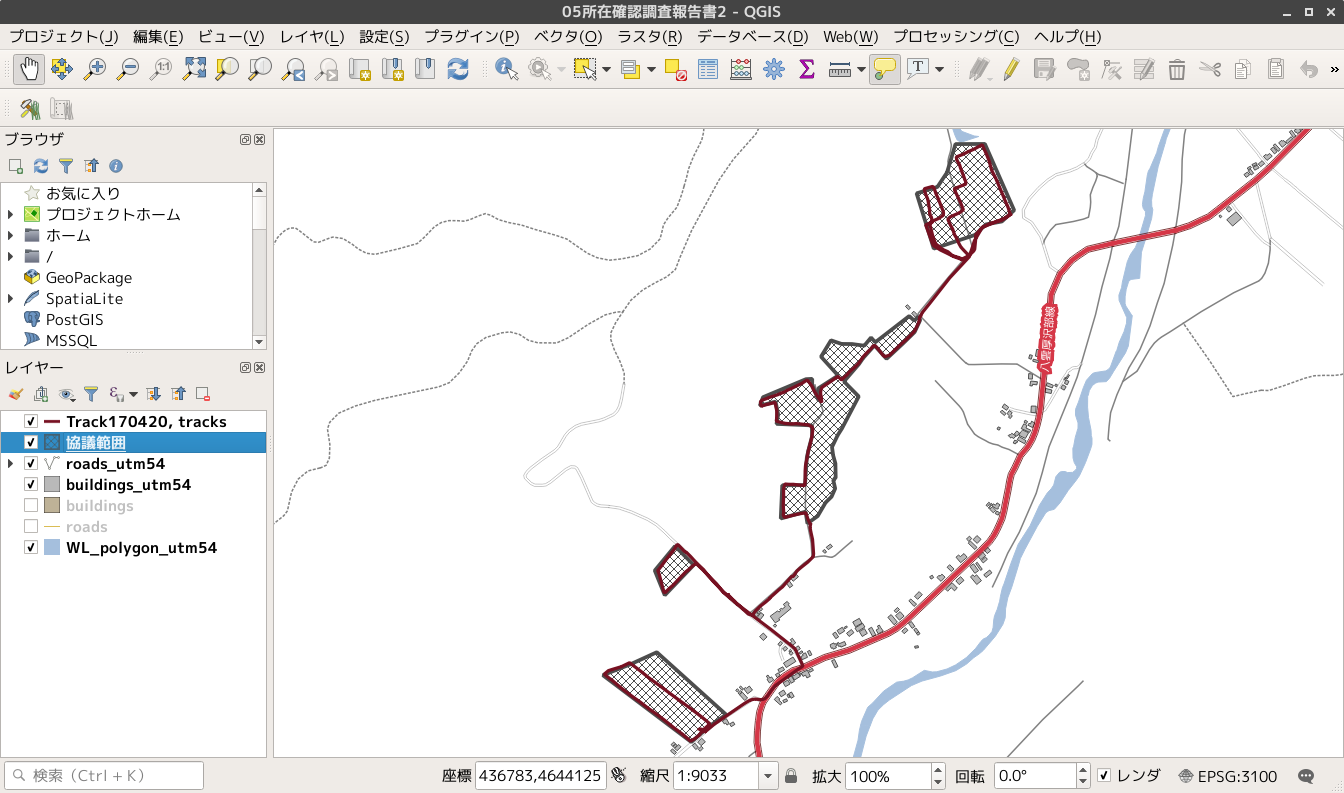 05所在確認調査報告書2 - QGIS
プロジェクト(J) 編集(E) ビュー(V) レイヤ(L) 設定(S) プラグイン(P) ベクタ(O) ラスタ(R) データベース(D) Web(W) プロセッシング(C) ヘルプ(H)
1:1
T
ブラウザ
お気に入り
プロジェクトホーム
ホーム
/
GeoPackage
SpatiaLite
PostGIS
MSSQL
レイヤー
Track170420, tracks
協議範囲
roads_utm54
buildings_utm54
buildings
roads
WL_polygon_utm54
八雲厚沢部線
検索（Ctrl + K） 座標 436783,4644125 縮尺 1:9033 拡大 100% 回転 0.0° レンダ EPSG:3100